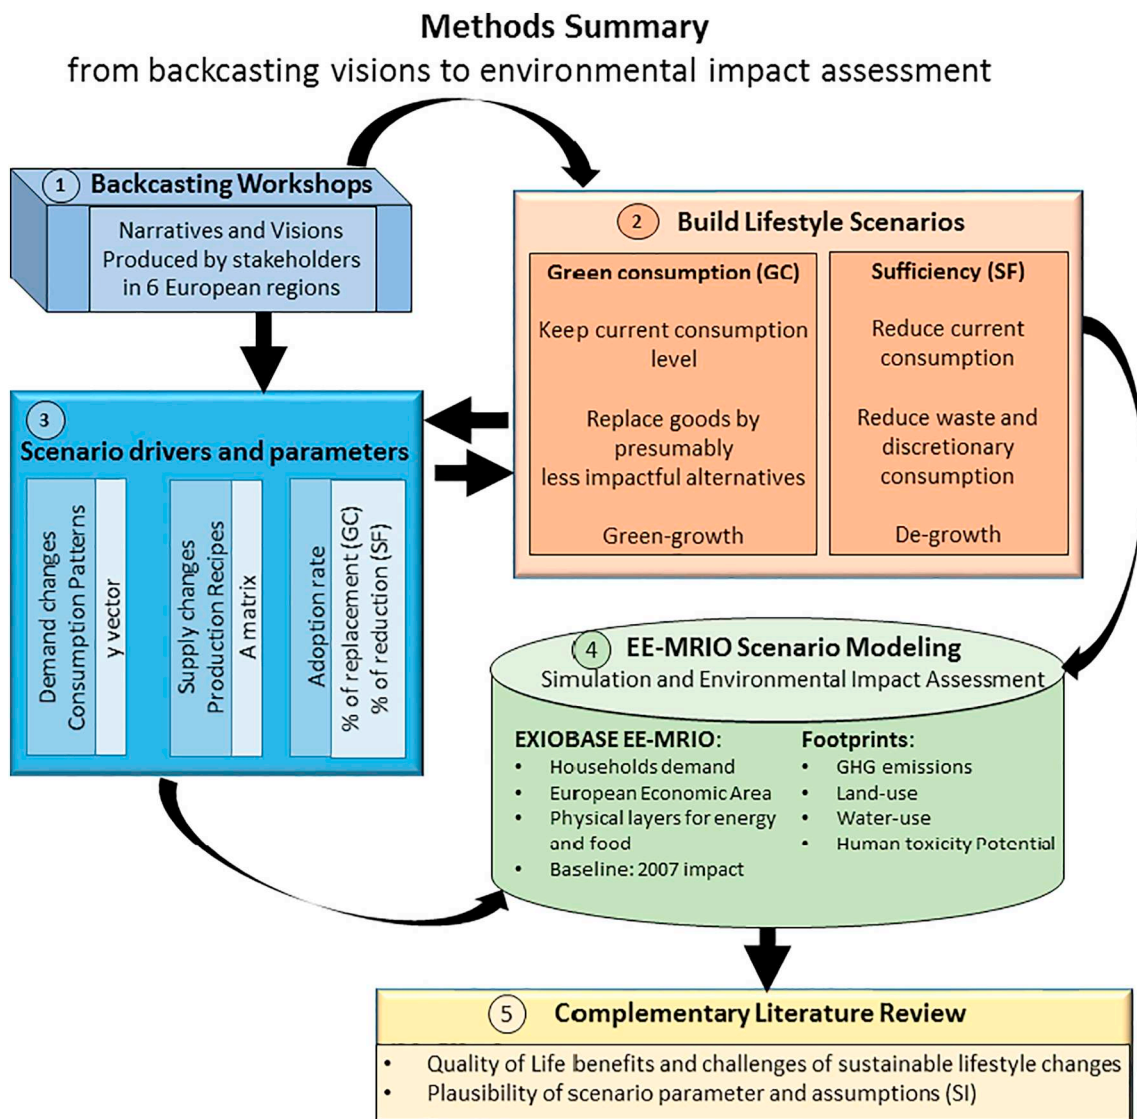 Methods Summary
from backcasting visions to environmental impact assessment
1 Backcasting Workshops
Narratives and Visions
Produced by stakeholders
in 6 European regions
2 Build Lifestyle Scenarios
Green consumption (GC)
Keep current consumption
level
Replace goods by
presumably
less impactful alternatives
Green-growth
Sufficiency (SF)
Reduce current
consumption
Reduce waste and
discretionary
consumption
De-growth
3
Scenario drivers and parameters
Demand changes
Consumption Patterns
y vector
Supply changes
Production Recipes
A matrix
Adoption rate
% of replacement (GC)
% of reduction (SF)
4 EE-MRIO Scenario Modeling
Simulation and Environmental Impact Assessment
EXIOBASE EE-MRIO:
• Households demand
• European Economic Area
• Physical layers for energy
and food
• Baseline: 2007 impact
Footprints:
• GHG emissions
• Land-use
• Water-use
• Human toxicity Potential
5 Complementary Literature Review
• Quality of Life benefits and challenges of sustainable lifestyle changes
• Plausibility of scenario parameter and assumptions (SI)